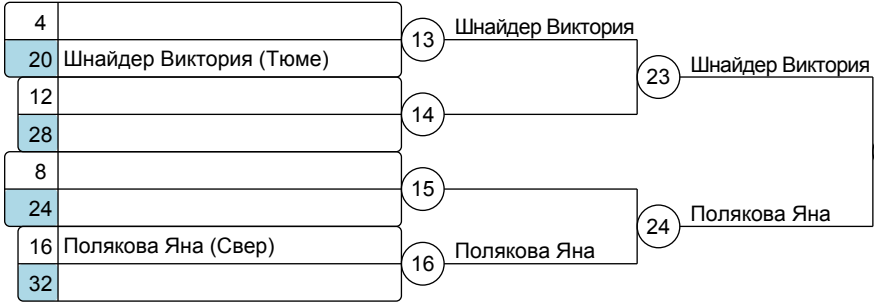 4
20 Шнайдер Виктория (Тюме)
13 Шнайдер Виктория
12
28
14
23 Шнайдер Виктория
8
24
15
16 Полякова Яна (Свер)
32
16 Полякова Яна
24 Полякова Яна